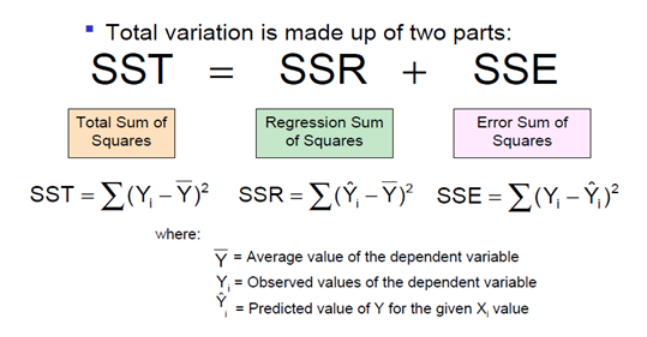 ▪ Total variation is made up of two parts:
SST = SSR + SSE
Total Sum of Squares
Regression Sum of Squares
Error Sum of Squares
SST = ∑(Yᵢ − Y̅)² SSR = ∑(Ŷᵢ − Y̅)² SSE = ∑(Yᵢ − Ŷᵢ)²
where:
Y̅ = Average value of the dependent variable
Yᵢ = Observed values of the dependent variable
Ŷᵢ = Predicted value of Y for the given Xᵢ value